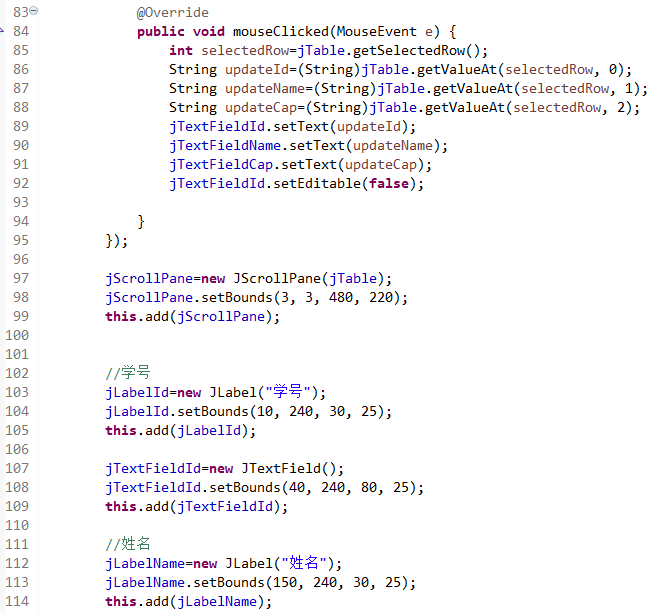 83 @Override
84 public void mouseClicked(MouseEvent e) {
85 int selectedRow=jTable.getSelectedRow();
86 String updateId=(String)jTable.getValueAt(selectedRow, 0);
87 String updateName=(String)jTable.getValueAt(selectedRow, 1);
88 String updateCap=(String)jTable.getValueAt(selectedRow, 2);
89 jTextFieldId.setText(updateId);
90 jTextFieldName.setText(updateName);
91 jTextFieldCap.setText(updateCap);
92 jTextFieldId.setEditable(false);
93
94 }
95 });
96
97 jScrollPane=new JScrollPane(jTable);
98 jScrollPane.setBounds(3, 3, 480, 220);
99 this.add(jScrollPane);
100
101
102 //学号
103 jLabelId=new JLabel("学号");
104 jLabelId.setBounds(10, 240, 30, 25);
105 this.add(jLabelId);
106
107 jTextFieldId=new JTextField();
108 jTextFieldId.setBounds(40, 240, 80, 25);
109 this.add(jTextFieldId);
110
111 //姓名
112 jLabelName=new JLabel("姓名");
113 jLabelName.setBounds(150, 240, 30, 25);
114 this.add(jLabelName);